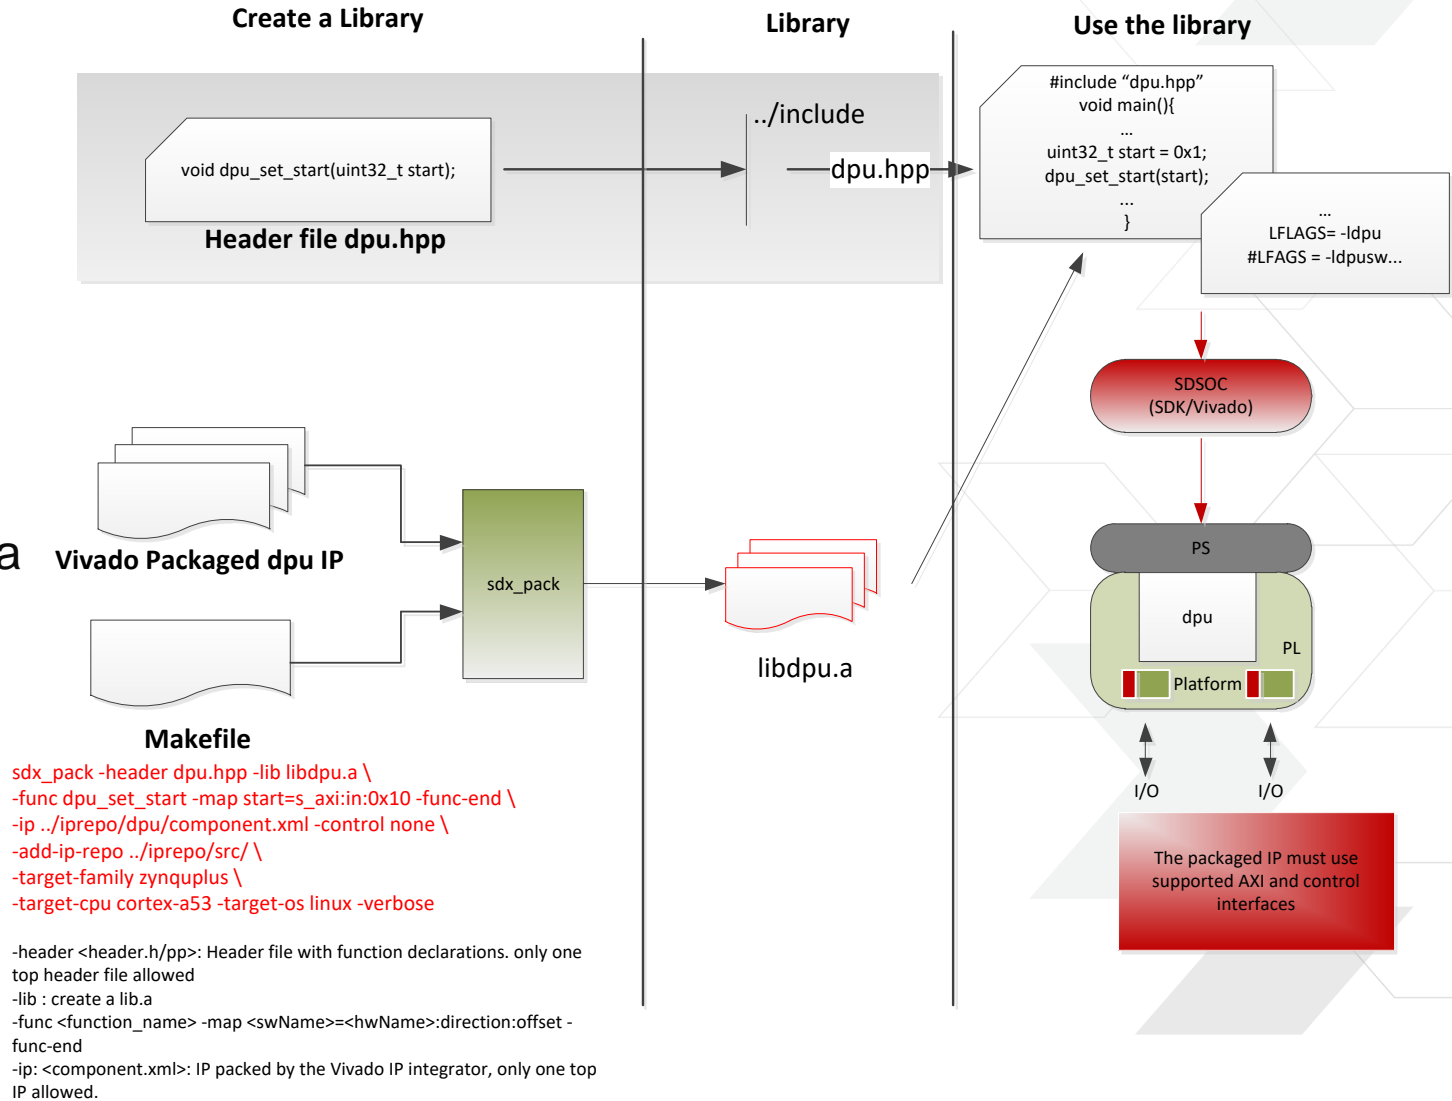 Create a Library
Library
Use the library
void dpu_set_start(uint32_t start);
Header file dpu.hpp
../include
dpu.hpp
#include “dpu.hpp”
void main(){
...
uint32_t start = 0x1;
dpu_set_start(start);
...
}
...
LFLAGS= -ldpu
#LFAGS = -ldpusw...
SDSOC
(SDK/Vivado)
a
Vivado Packaged dpu IP
sdx_pack
libdpu.a
PS
dpu
PL
Platform
I/O
I/O
Makefile
sdx_pack -header dpu.hpp -lib libdpu.a \
-func dpu_set_start -map start=s_axi:in:0x10 -func-end \
-ip ../iprepo/dpu/component.xml -control none \
-add-ip-repo ../iprepo/src/ \
-target-family zynquplus \
-target-cpu cortex-a53 -target-os linux -verbose
The packaged IP must use
supported AXI and control
interfaces
-header <header.h/pp>: Header file with function declarations. only one
top header file allowed
-lib : create a lib.a
-func <function_name> -map <swName>=<hwName>:direction:offset -
func-end
-ip: <component.xml>: IP packed by the Vivado IP integrator, only one top
IP allowed.